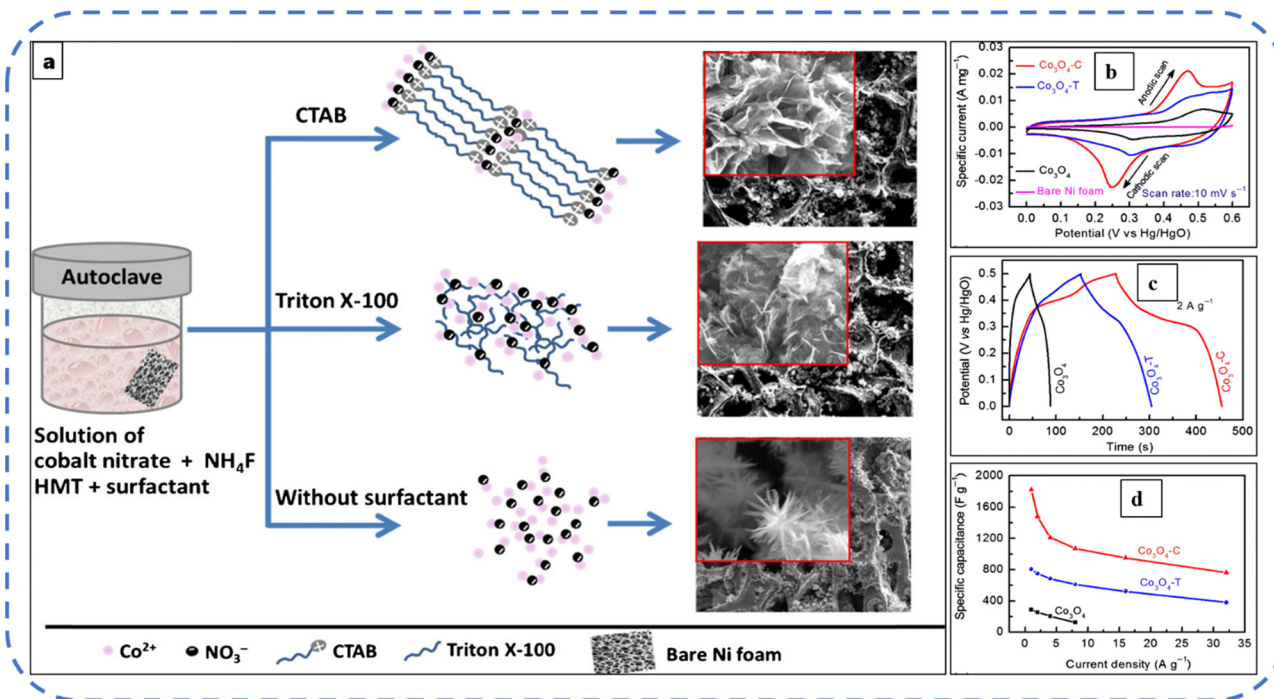 a
CTAB
Autoclave
Triton X-100
Solution of
cobalt nitrate + NH₄F
HMT + surfactant
Without surfactant
Co²⁺
NO₃⁻
CTAB
Triton X-100
Bare Ni foam
b
Specific current (A mg⁻¹)
0.03
0.02
0.01
0.00
-0.01
-0.02
-0.03
Co₃O₄-C
Co₃O₄-T
Anodic scan
Cathodic scan
Co₃O₄
Bare Ni foam
Scan rate:10 mV s⁻¹
0.0 0.1 0.2 0.3 0.4 0.5 0.6
Potential (V vs Hg/HgO)
c
2 A g⁻¹
Potential (V vs Hg/HgO)
0.5
0.4
0.3
0.2
0.1
0.0
Co₃O₄
Co₃O₄-T
Co₃O₄-C
0 100 200 300 400 500
Time (s)
d
Specific capacitance (F g⁻¹)
2000
1600
1200
800
400
0
Co₃O₄-C
Co₃O₄-T
Co₃O₄
0 5 10 15 20 25 30 35
Current density (A g⁻¹)